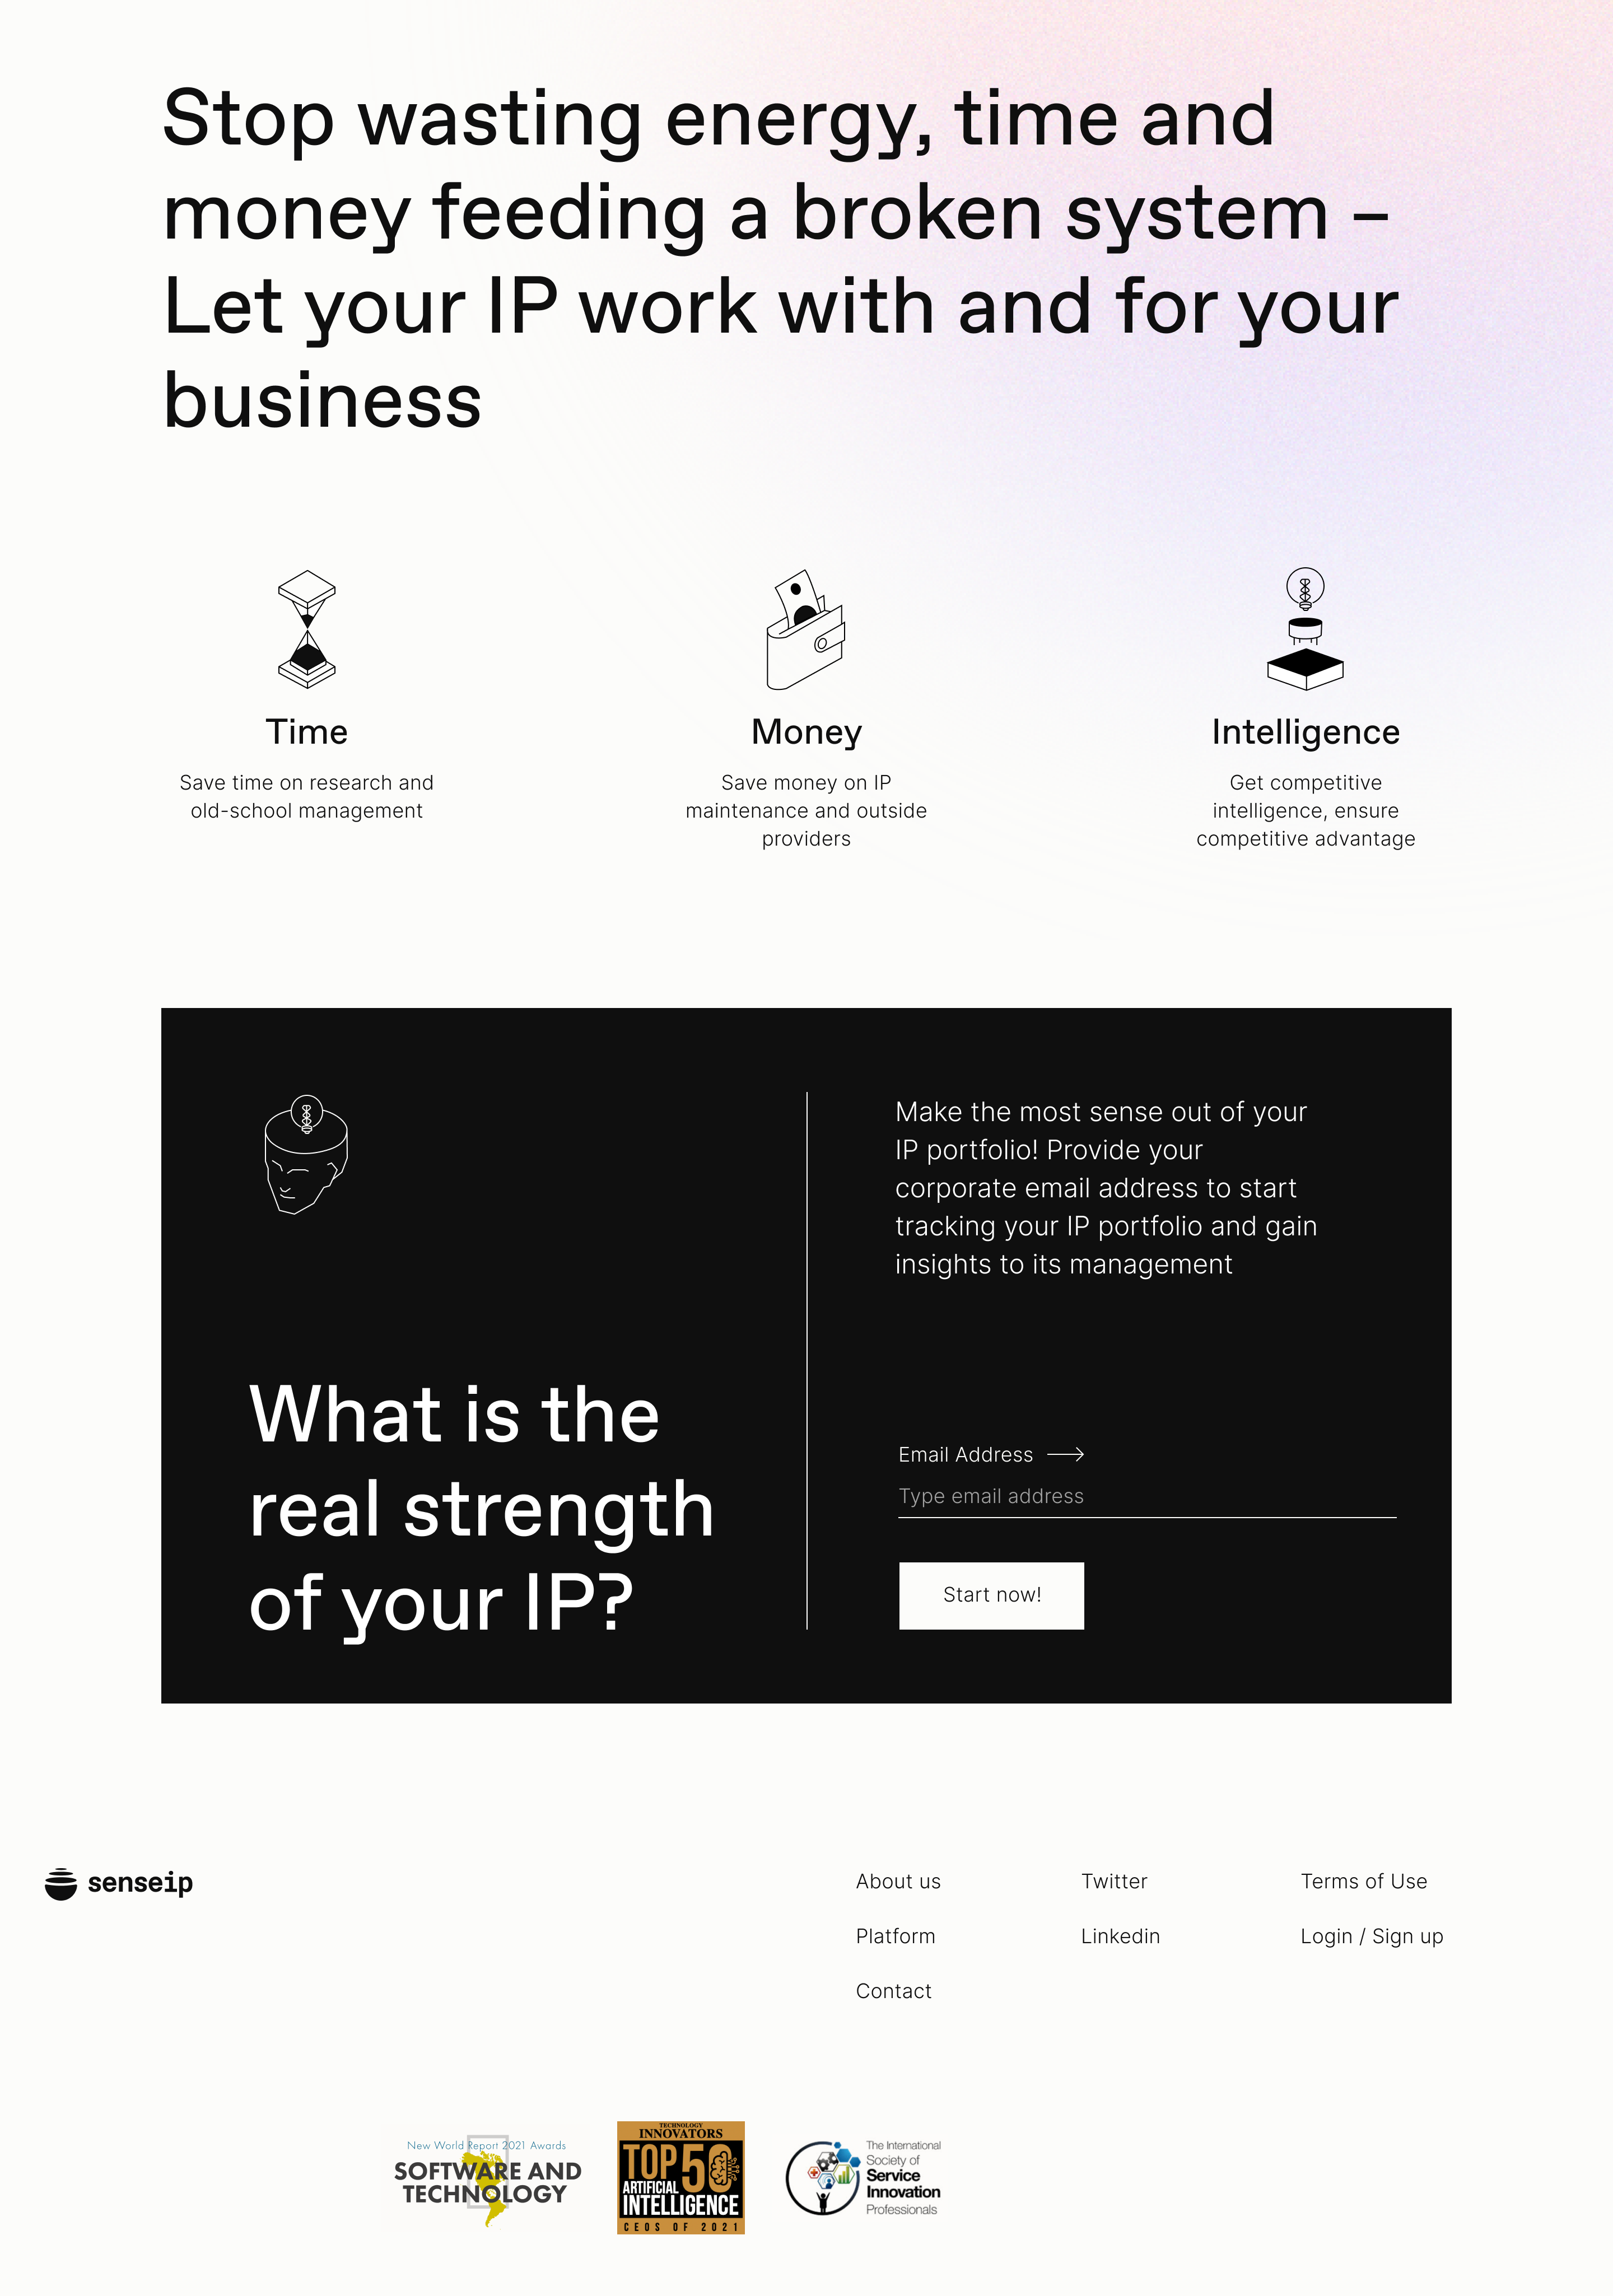 Stop wasting energy, time and
money feeding a broken system –
Let your IP work with and for your
business
Time
Save time on research and
old-school management
Money
Save money on IP
maintenance and outside
providers
Intelligence
Get competitive
intelligence, ensure
competitive advantage
What is the
real strength
of your IP?
Make the most sense out of your
IP portfolio! Provide your
corporate email address to start
tracking your IP portfolio and gain
insights to its management
Email Address
Type email address
Start now!
senseip
About us
Platform
Contact
Twitter
Linkedin
Terms of Use
Login / Sign up
New World Report 2021 Awards
SOFTWARE AND
TECHNOLOGY
TECHNOLOGY
INNOVATORS
TOP 50
ARTIFICIAL
INTELLIGENCE
CEOS OF 2021
The International
Society of
Service
Innovation
Professionals